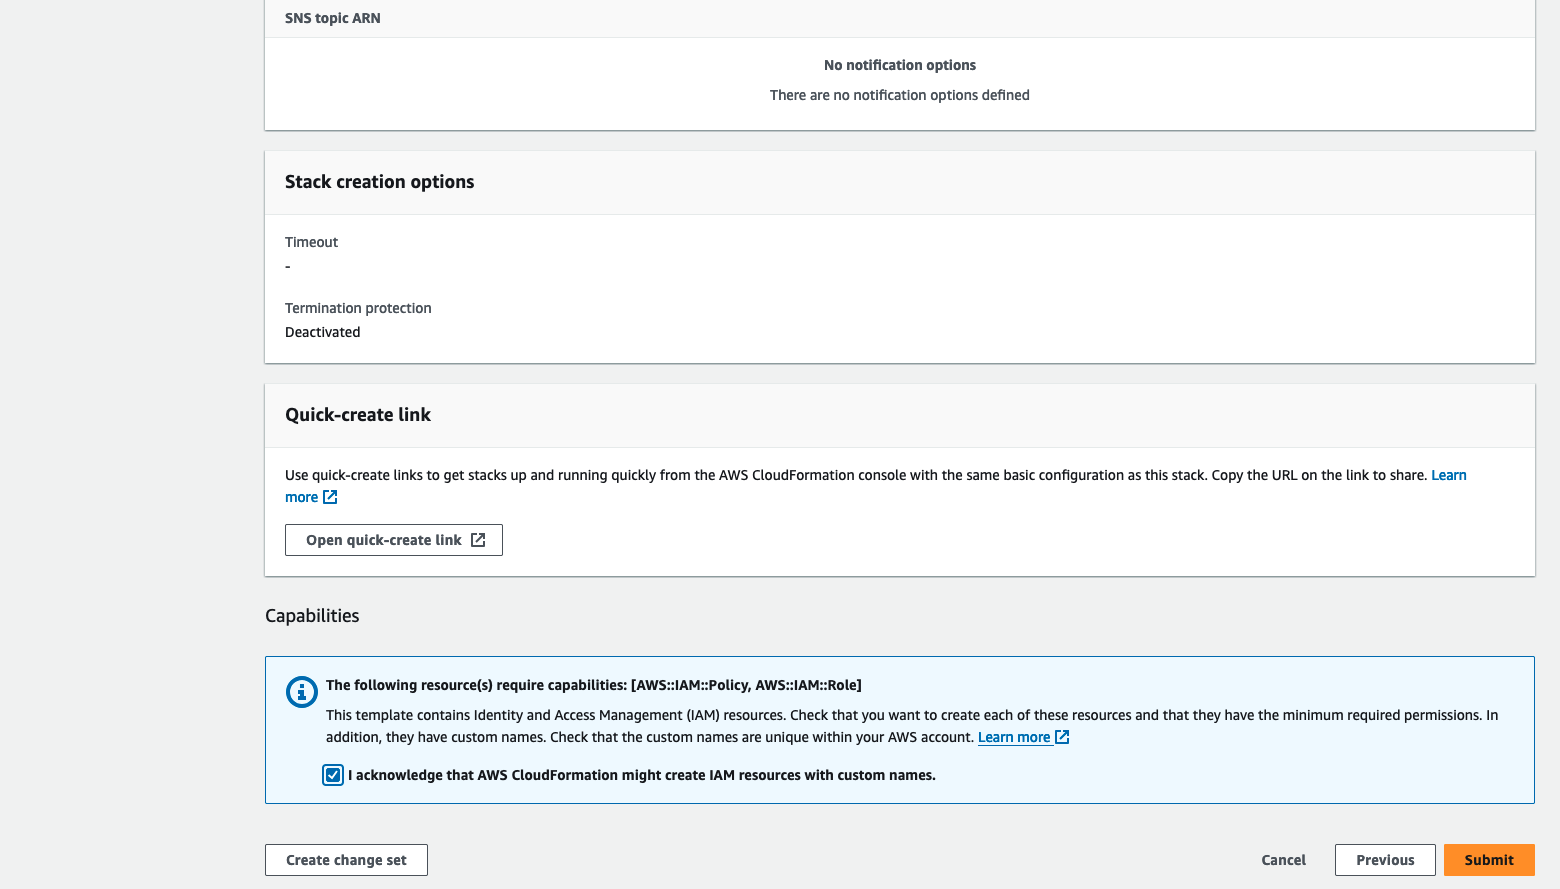 SNS topic ARN
No notification options
There are no notification options defined
Stack creation options
Timeout
-
Termination protection
Deactivated
Quick-create link
Use quick-create links to get stacks up and running quickly from the AWS CloudFormation console with the same basic configuration as this stack. Copy the URL on the link to share. Learn
more
Open quick-create link
Capabilities
The following resource(s) require capabilities: [AWS::IAM::Policy, AWS::IAM::Role]
This template contains Identity and Access Management (IAM) resources. Check that you want to create each of these resources and that they have the minimum required permissions. In
addition, they have custom names. Check that the custom names are unique within your AWS account. Learn more
I acknowledge that AWS CloudFormation might create IAM resources with custom names.
Create change set
Cancel
Previous
Submit